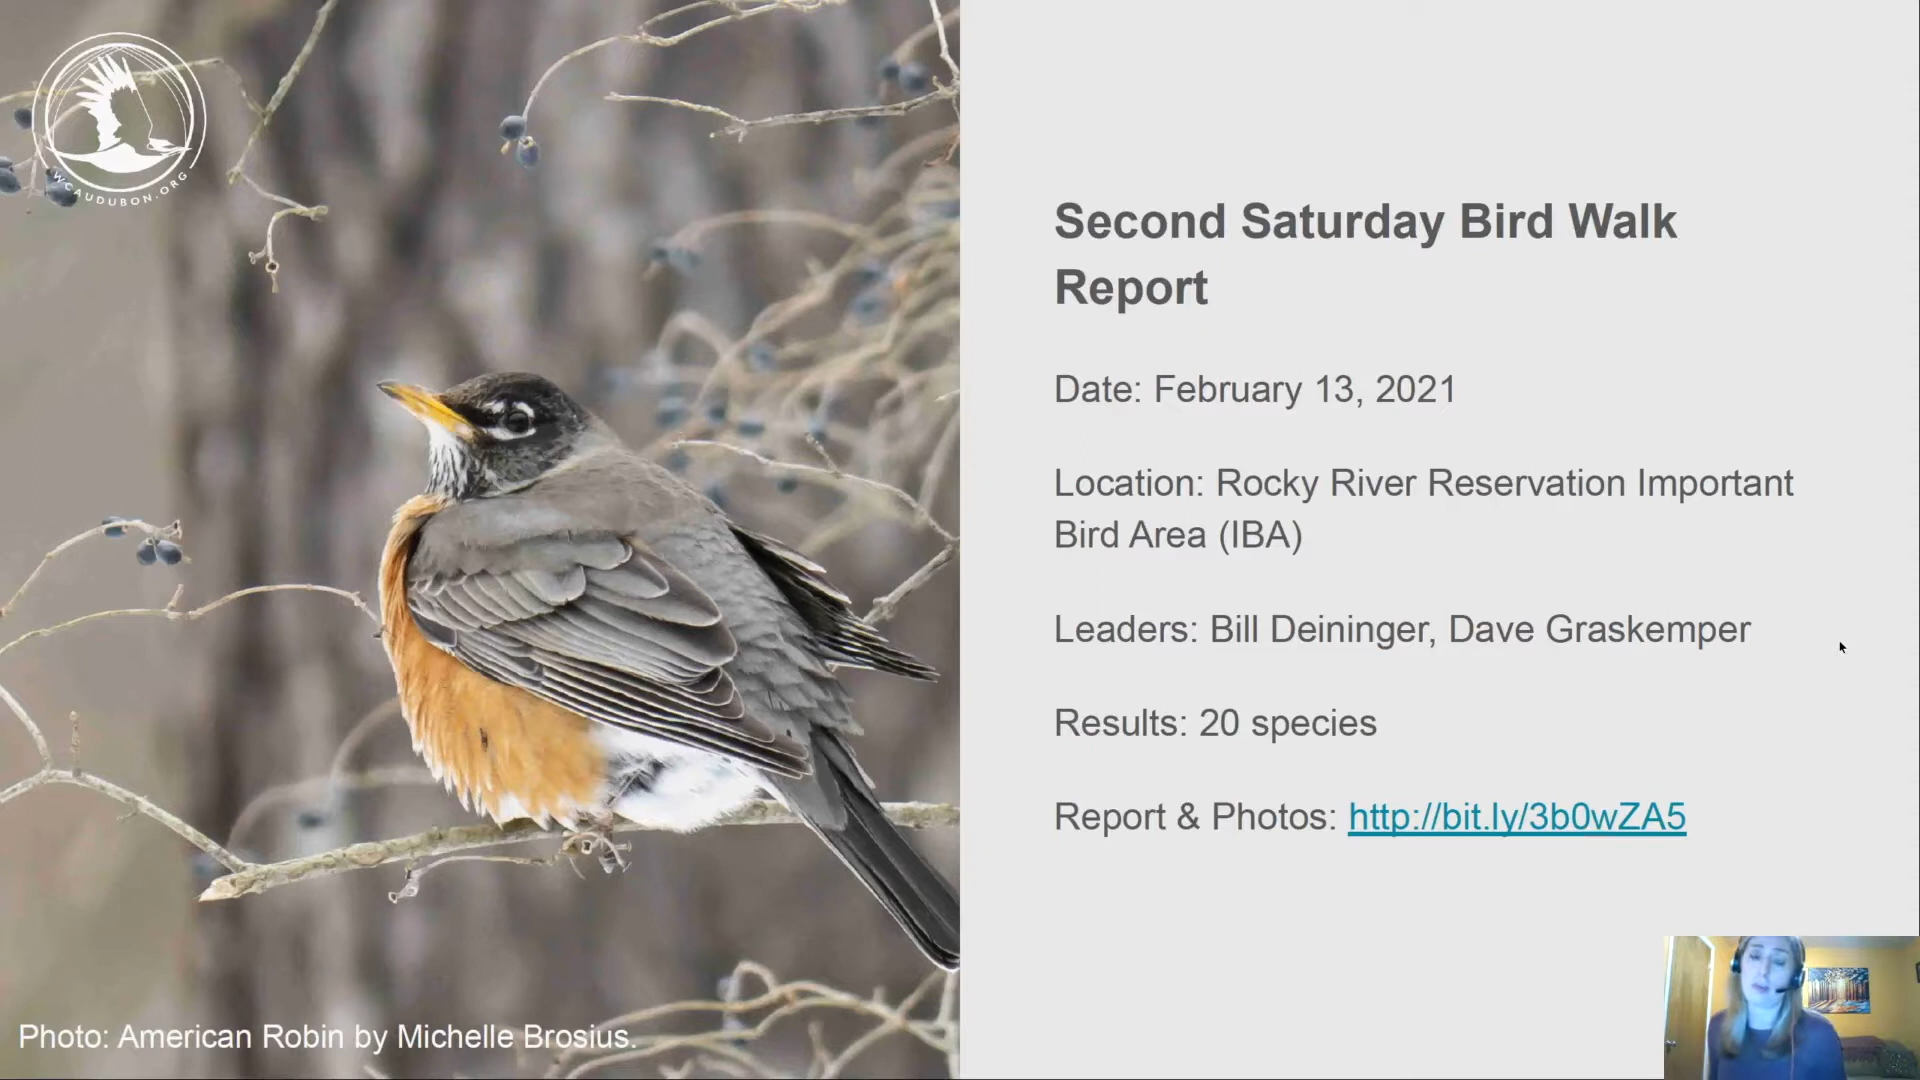 WCAUDUBON.ORG
Second Saturday Bird Walk
Report
Date: February 13, 2021
Location: Rocky River Reservation Important
Bird Area (IBA)
Leaders: Bill Deininger, Dave Graskemper
Results: 20 species
Report & Photos: http://bit.ly/3b0wZA5
Photo: American Robin by Michelle Brosius.